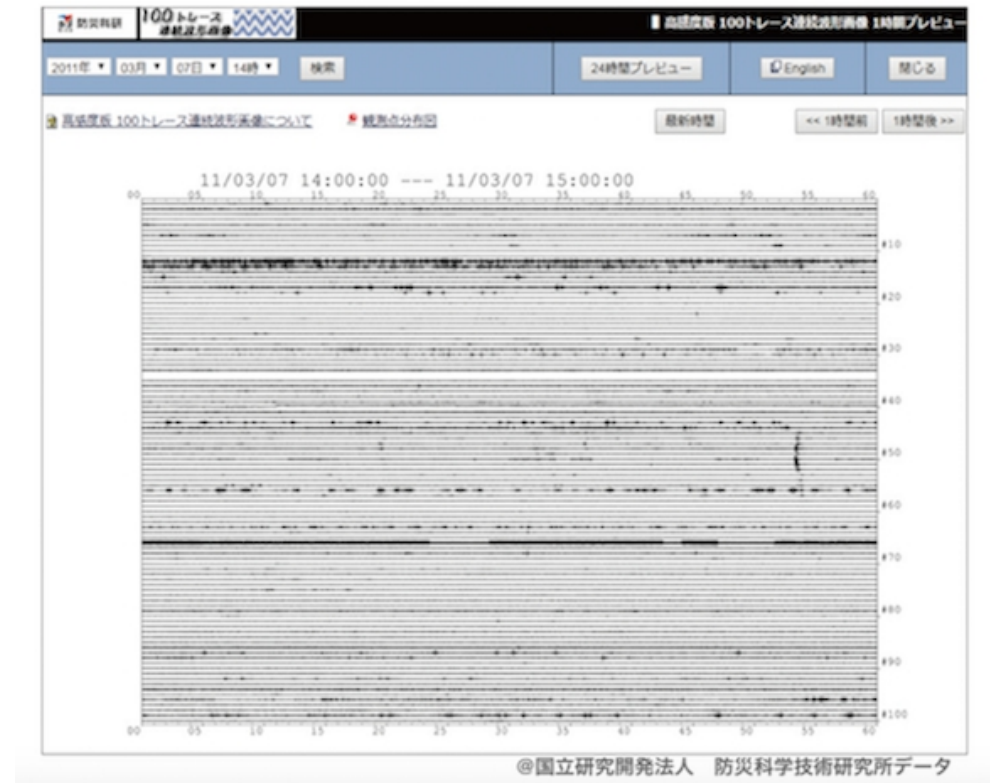 防災科研
100トレース
連続波形画像
高感度版 100トレース連続波形画像 1時間プレビュー
2011年 03月 07日 14時 検索 24時間プレビュー English 閉じる
高感度版 100トレース連続波形画像について 観測点分布図 最新時間 << 1時間前 1時間後 >>
11/03/07 14:00:00 --- 11/03/07 15:00:00
00 05 10 15 20 25 30 35 40 45 50 55 60
#10
#20
#30
#40
#50
#60
#70
#80
#90
#100
00 05 10 15 20 25 30 35 40 45 50 55 60
@国立研究開発法人 防災科学技術研究所データ